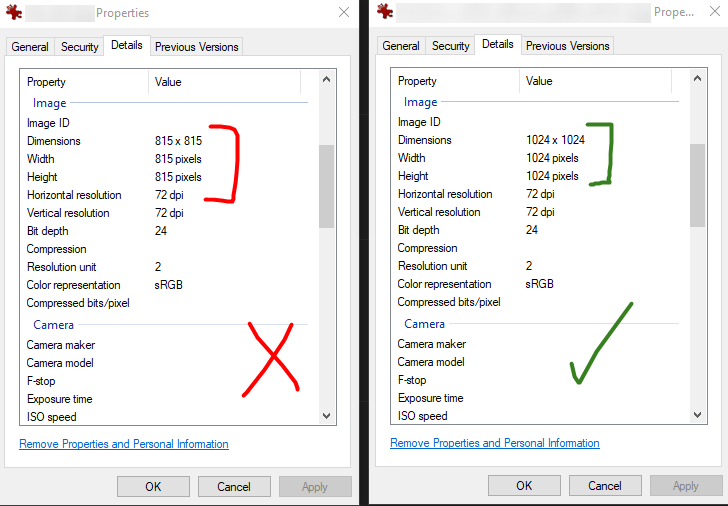 Properties
General Security Details Previous Versions
Property Value
Image
Image ID
Dimensions 815 x 815
Width 815 pixels
Height 815 pixels
Horizontal resolution 72 dpi
Vertical resolution 72 dpi
Bit depth 24
Compression
Resolution unit 2
Color representation sRGB
Compressed bits/pixel
Camera
Camera maker
Camera model
F-stop
Exposure time
ISO speed
Remove Properties and Personal Information
OK Cancel Apply
Prope...
General Security Details Previous Versions
Property Value
Image
Image ID
Dimensions 1024 x 1024
Width 1024 pixels
Height 1024 pixels
Horizontal resolution 72 dpi
Vertical resolution 72 dpi
Bit depth 24
Compression
Resolution unit 2
Color representation sRGB
Compressed bits/pixel
Camera
Camera maker
Camera model
F-stop
Exposure time
ISO speed
Remove Properties and Personal Information
OK Cancel Apply